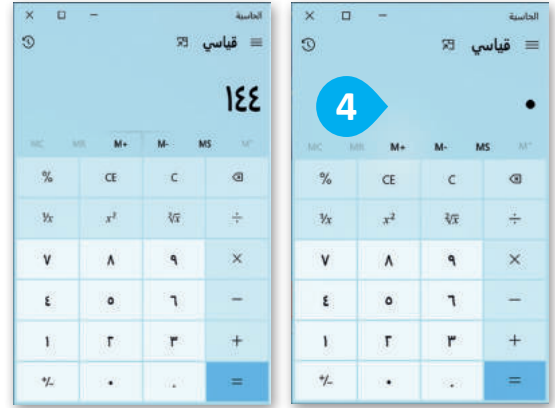 الحاسبة
قياسي
٠
4
MC MR M+ M- MS M˅
% CE C
¹/x x² ²√x ÷
٧ ٨ ٩ ×
٤ ٥ ٦ −
١ ٢ ٣ +
+/- ٠ . =
الحاسبة
قياسي
١٤٤
MC MR M+ M- MS M˅
% CE C
¹/x x² ²√x ÷
٧ ٨ ٩ ×
٤ ٥ ٦ −
١ ٢ ٣ +
+/- ٠ . =